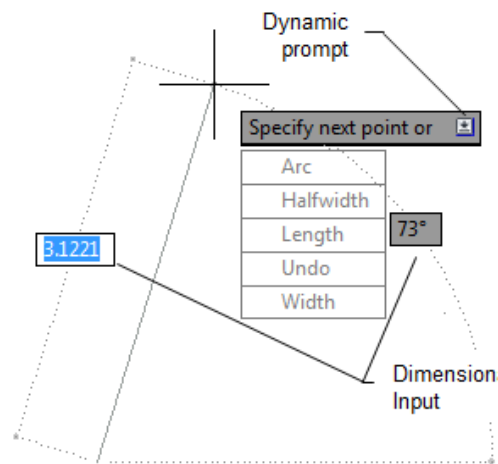 Dynamic
prompt
Specify next point or
Arc
Halfwidth
Length
Undo
Width
73°
3.1221
Dimension
Input